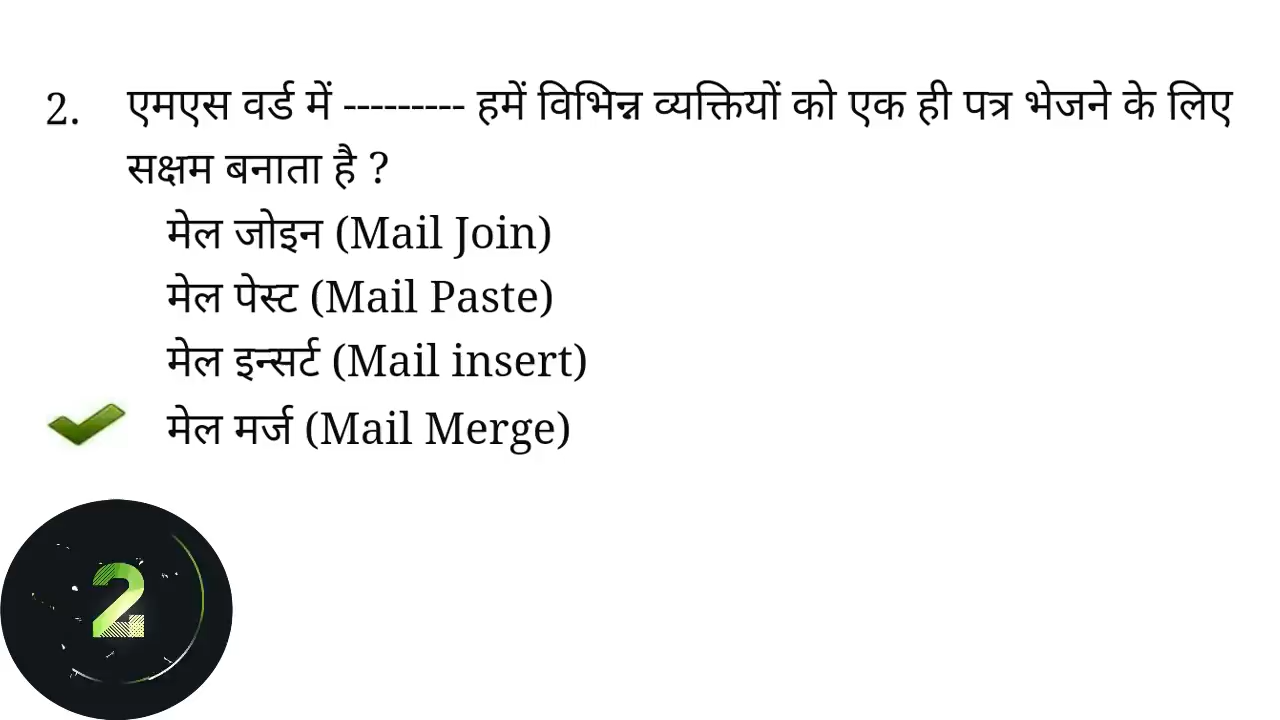 2. एमएस वर्ड में --------- हमें विभिन्न व्यक्तियों को एक ही पत्र भेजने के लिए
सक्षम बनाता है ?
मेल जोइन (Mail Join)
मेल पेस्ट (Mail Paste)
मेल इन्सर्ट (Mail insert)
मेल मर्ज (Mail Merge)
2